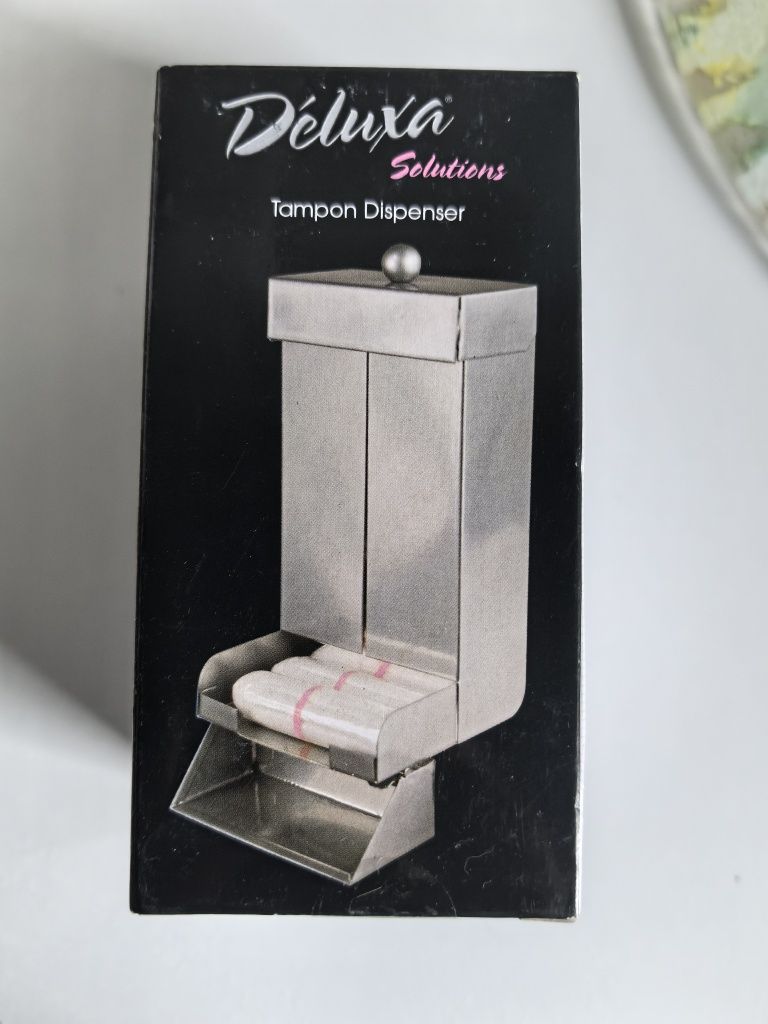 Déluxa®
Solutions
Tampon Dispenser